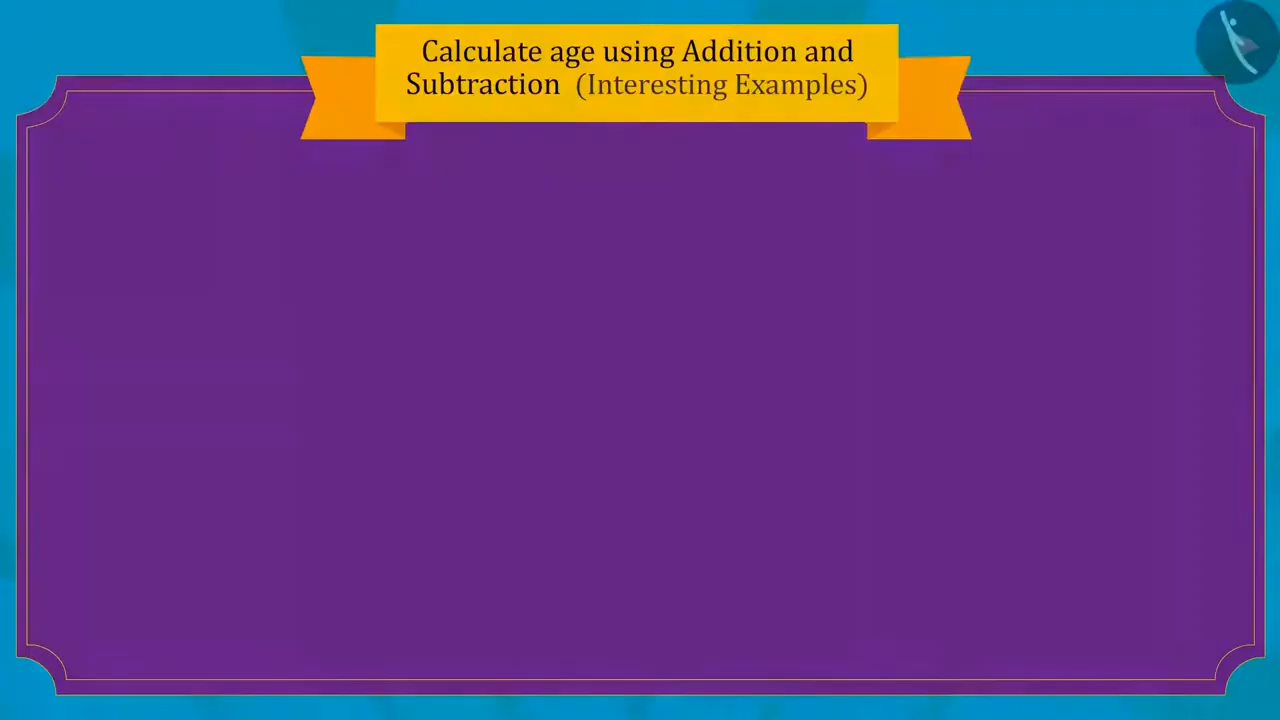 Calculate age using Addition and
Subtraction (Interesting Examples)